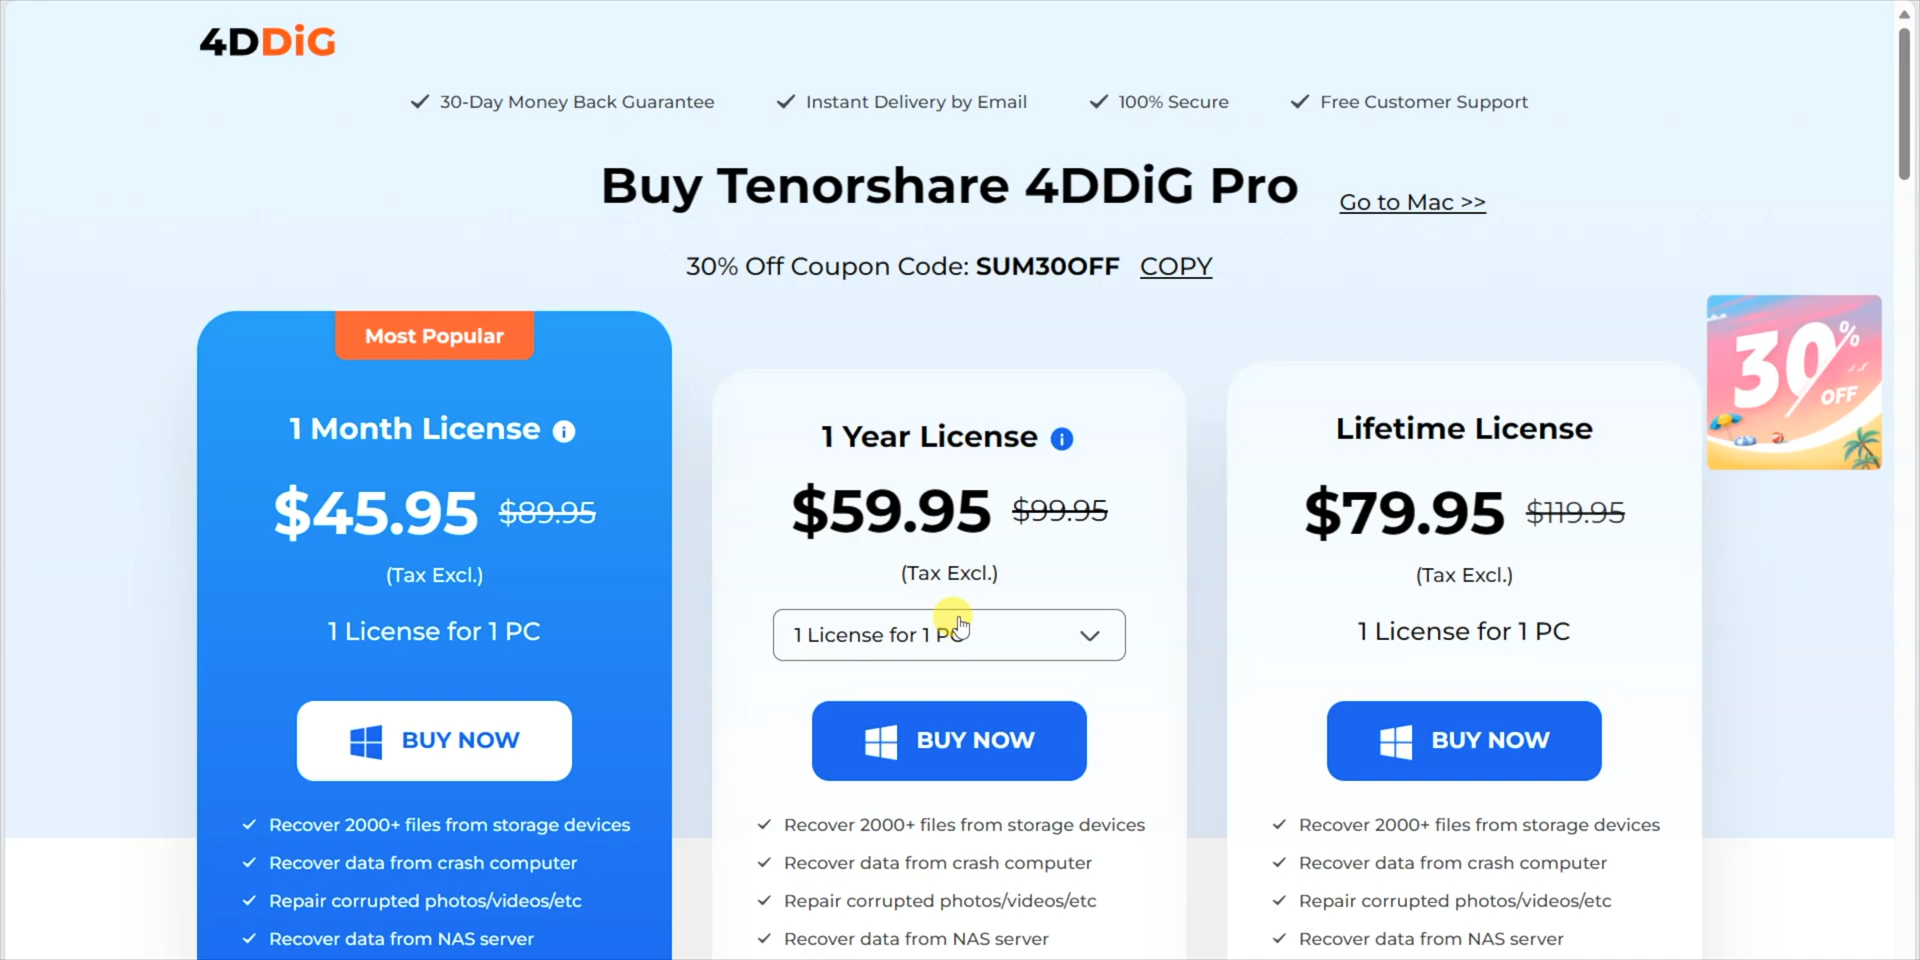 4DDiG
30-Day Money Back Guarantee
Instant Delivery by Email
100% Secure
Free Customer Support
Buy Tenorshare 4DDiG Pro
Go to Mac >>
30% Off Coupon Code: SUM30OFF COPY
30% OFF
Most Popular
1 Month License
$45.95 $89.95
(Tax Excl.)
1 License for 1 PC
BUY NOW
Recover 2000+ files from storage devices
Recover data from crash computer
Repair corrupted photos/videos/etc
Recover data from NAS server
1 Year License
$59.95 $99.95
(Tax Excl.)
1 License for 1 PC
BUY NOW
Recover 2000+ files from storage devices
Recover data from crash computer
Repair corrupted photos/videos/etc
Recover data from NAS server
Lifetime License
$79.95 $119.95
(Tax Excl.)
1 License for 1 PC
BUY NOW
Recover 2000+ files from storage devices
Recover data from crash computer
Repair corrupted photos/videos/etc
Recover data from NAS server